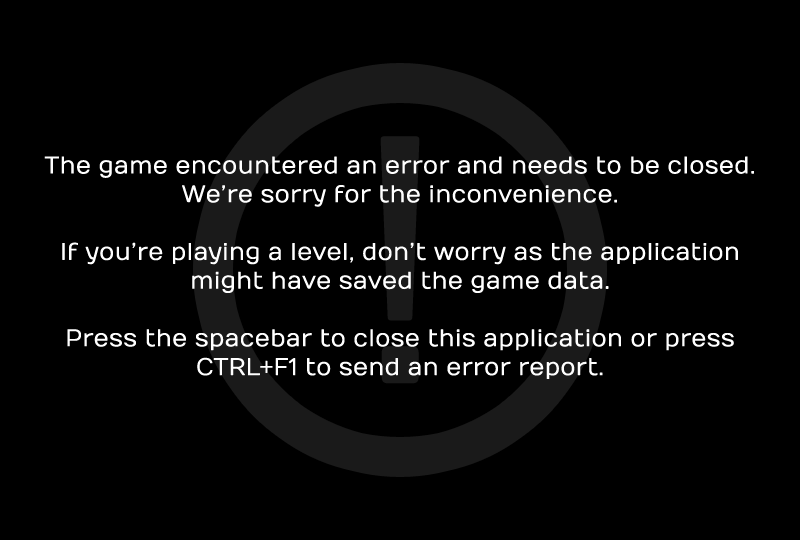 The game encountered an error and needs to be closed.
We’re sorry for the inconvenience.
If you’re playing a level, don’t worry as the application
might have saved the game data.
Press the spacebar to close this application or press
CTRL+F1 to send an error report.